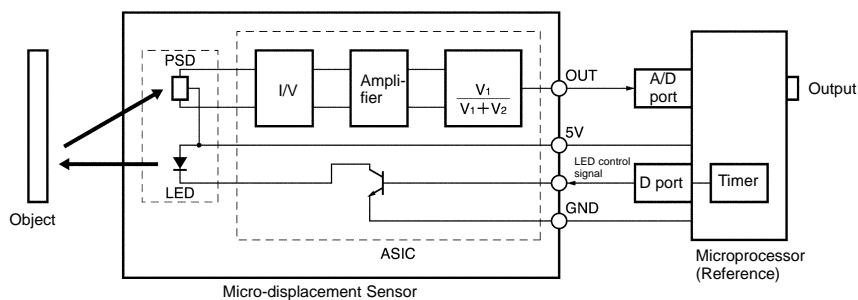 PSD
I/V
Ampli-
fier
V1
V1+V2
OUT
A/D
port
Output
5V
LED control
signal
D port
Timer
LED
GND
Object
ASIC
Microprocessor
(Reference)
Micro-displacement Sensor